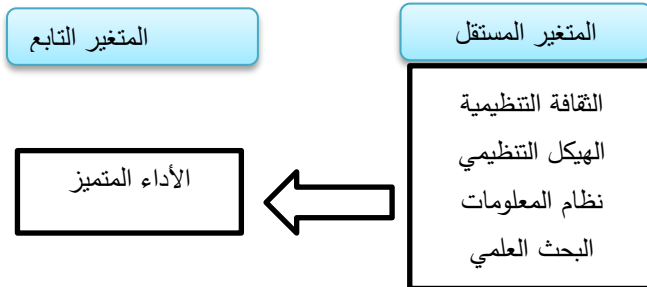 المتغير المستقل
المتغير التابع
الثقافة التنظيمية
الهيكل التنظيمي
نظام المعلومات
البحث العلمي
الأداء المتميز